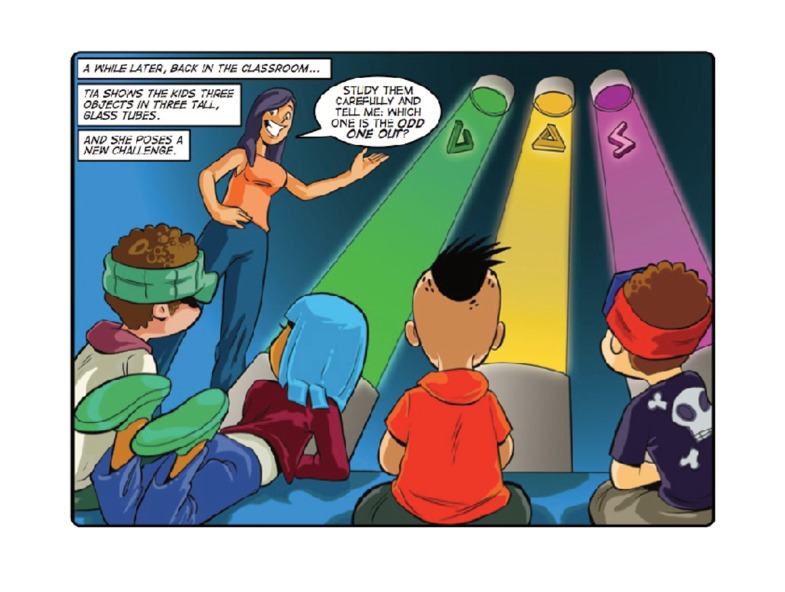 A WHILE LATER, BACK IN THE CLASSROOM...
TIA SHOWS THE KIDS THREE
OBJECTS IN THREE TALL,
GLASS TUBES.
AND SHE POSES A
NEW CHALLENGE.
STUDY THEM
CAREFULLY AND
TELL ME: WHICH
ONE IS THE ODD
ONE OUT?